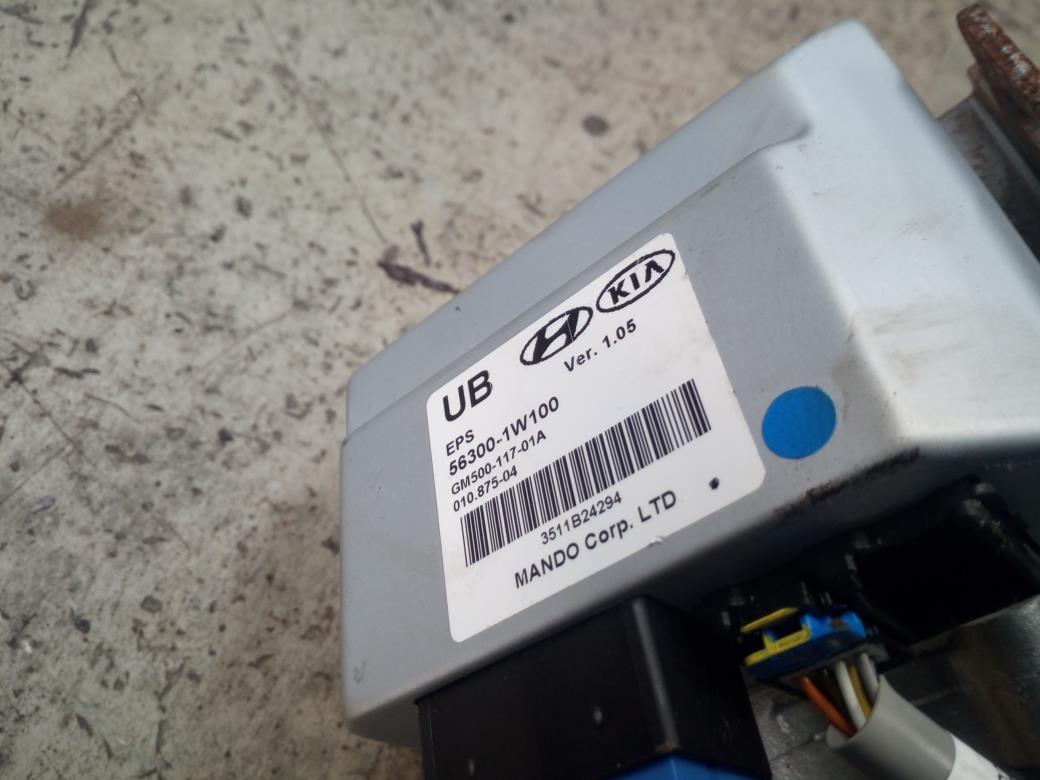 UB
KIA
Ver. 1.05
EPS
56300-1W100
GM500-117-01A
010.875-04
3511B24294
MANDO Corp. LTD